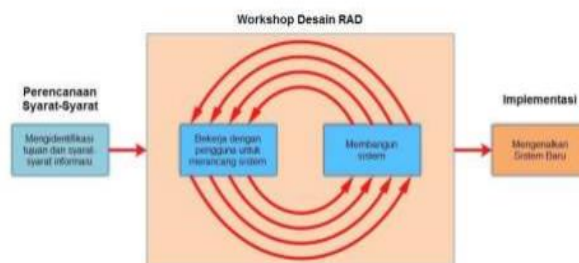 Workshop Desain RAD
Perencanaan
Syarat-Syarat
Mengidentifikasi
tujuan dan syarat-
syarat informasi
Bekerja dengan
pengguna untuk
merancang sistem
Membangun
sistem
Implementasi
Mengenalkan
Sistem Baru